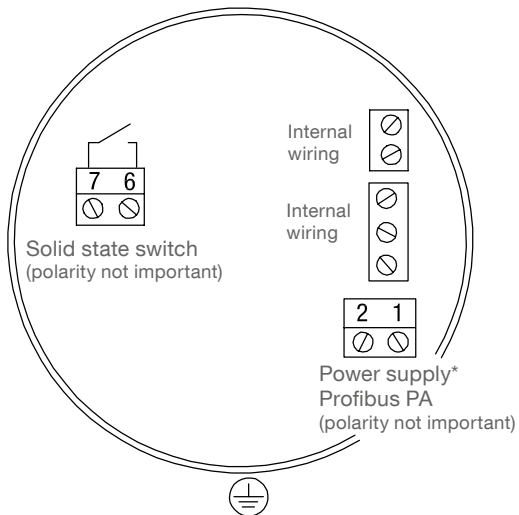 Internal
wiring
7 6
Internal
wiring
Solid state switch
(polarity not important)
2 1
Power supply*
Profibus PA
(polarity not important)